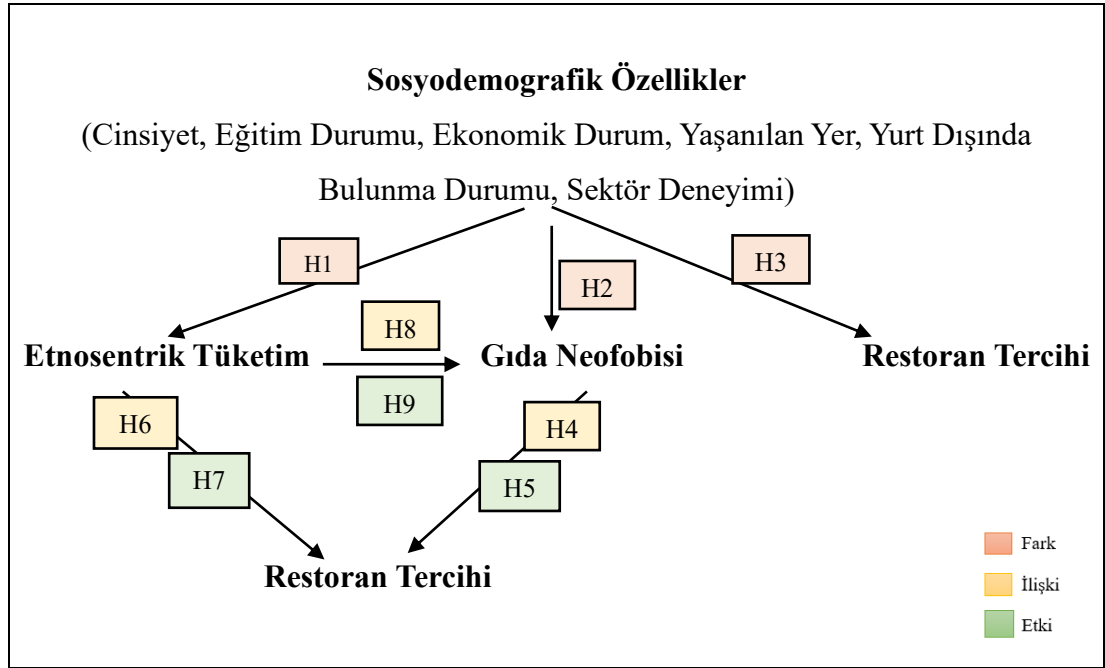 Sosyodemografik Özellikler
(Cinsiyet, Eğitim Durumu, Ekonomik Durum, Yaşanılan Yer, Yurt Dışında
Bulunma Durumu, Sektör Deneyimi)
H1
H2
H3
H8
Etnosentrik Tüketim
Gıda Neofobisi
Restoran Tercihi
H9
H6
H4
H7
H5
Restoran Tercihi
Fark
İlişki
Etki